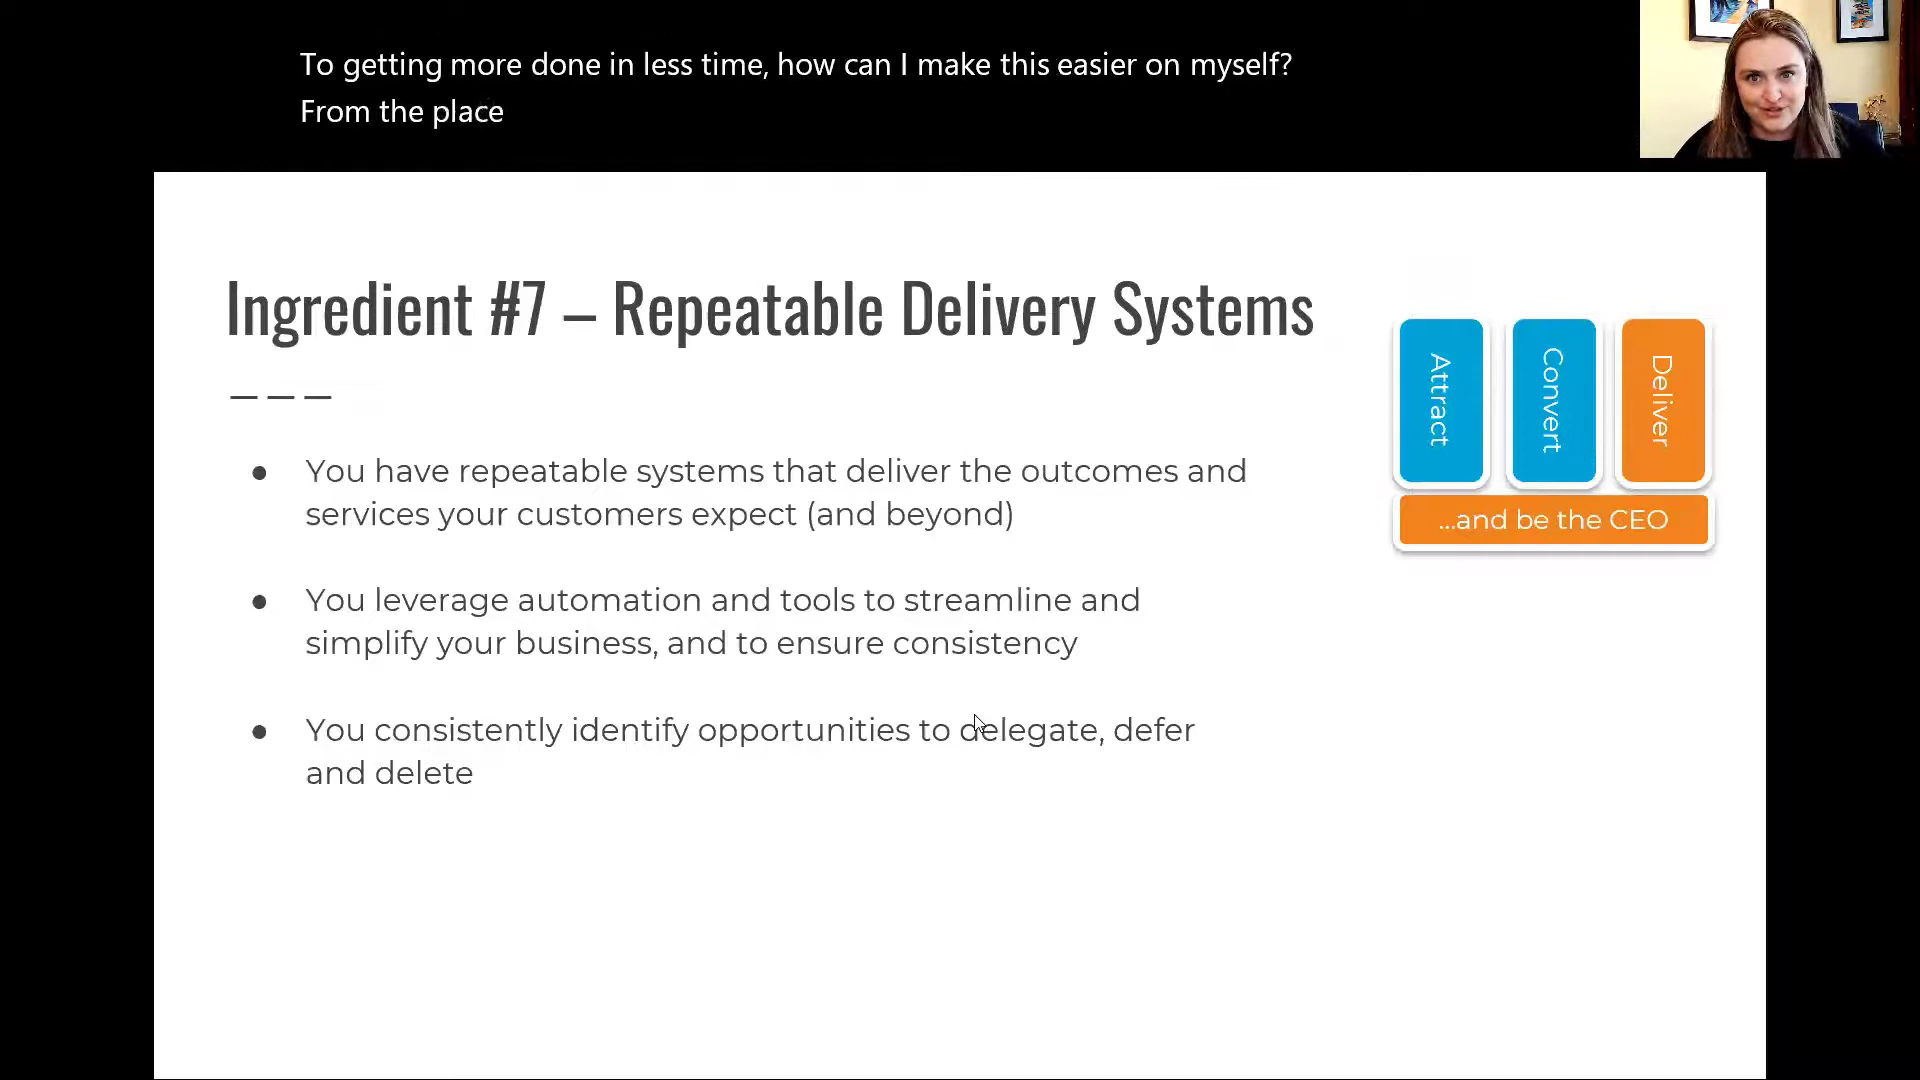 To getting more done in less time, how can I make this easier on myself?
From the place
Ingredient #7 – Repeatable Delivery Systems
● You have repeatable systems that deliver the outcomes and
services your customers expect (and beyond)
● You leverage automation and tools to streamline and
simplify your business, and to ensure consistency
● You consistently identify opportunities to delegate, defer
and delete
Attract
Convert
Deliver
...and be the CEO